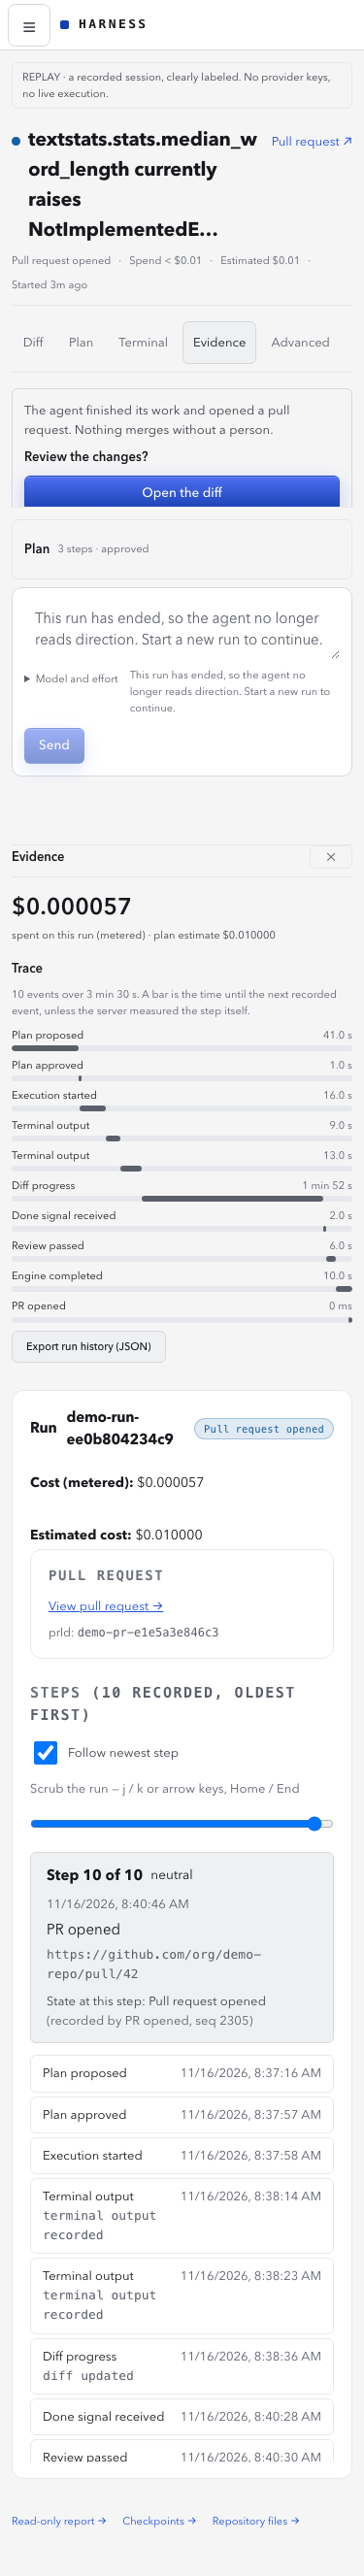 HARNESS
REPLAY · a recorded session, clearly labeled. No provider keys,
no live execution.
textstats.stats.median_w
ord_length currently
raises
NotImplementedE...
Pull request ↗
Pull request opened · Spend < $0.01 · Estimated $0.01 ·
Started 3m ago
Diff Plan Terminal Evidence Advanced
The agent finished its work and opened a pull
request. Nothing merges without a person.
Review the changes?
Open the diff
Plan 3 steps · approved
This run has ended, so the agent no longer
reads direction. Start a new run to continue.
▶ Model and effort
This run has ended, so the agent no
longer reads direction. Start a new run to
continue.
Send
Evidence
$0.000057
spent on this run (metered) · plan estimate $0.010000
Trace
10 events over 3 min 30 s. A bar is the time until the next recorded
event, unless the server measured the step itself.
Plan proposed 41.0 s
Plan approved 1.0 s
Execution started 16.0 s
Terminal output 9.0 s
Terminal output 13.0 s
Diff progress 1 min 52 s
Done signal received 2.0 s
Review passed 6.0 s
Engine completed 10.0 s
PR opened 0 ms
Export run history (JSON)
Run demo-run-
ee0b804234c9
Pull request opened
Cost (metered): $0.000057
Estimated cost: $0.010000
PULL REQUEST
View pull request →
prId: demo-pr-e1e5a3e846c3
STEPS (10 RECORDED, OLDEST
FIRST)
Follow newest step
Scrub the run – j / k or arrow keys, Home / End
Step 10 of 10 neutral
11/16/2026, 8:40:46 AM
PR opened
https://github.com/org/demo-
repo/pull/42
State at this step: Pull request opened
(recorded by PR opened, seq 2305)
Plan proposed 11/16/2026, 8:37:16 AM
Plan approved 11/16/2026, 8:37:57 AM
Execution started 11/16/2026, 8:37:58 AM
Terminal output 11/16/2026, 8:38:14 AM
terminal output
recorded
Terminal output 11/16/2026, 8:38:23 AM
terminal output
recorded
Diff progress 11/16/2026, 8:38:36 AM
diff updated
Done signal received 11/16/2026, 8:40:28 AM
Review passed 11/16/2026, 8:40:30 AM
Read-only report → Checkpoints → Repository files →